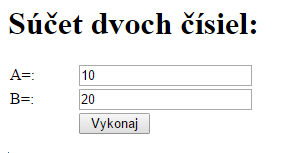 Súčet dvoch čísiel:
A=: 10
B=: 20
Vykonaj
.